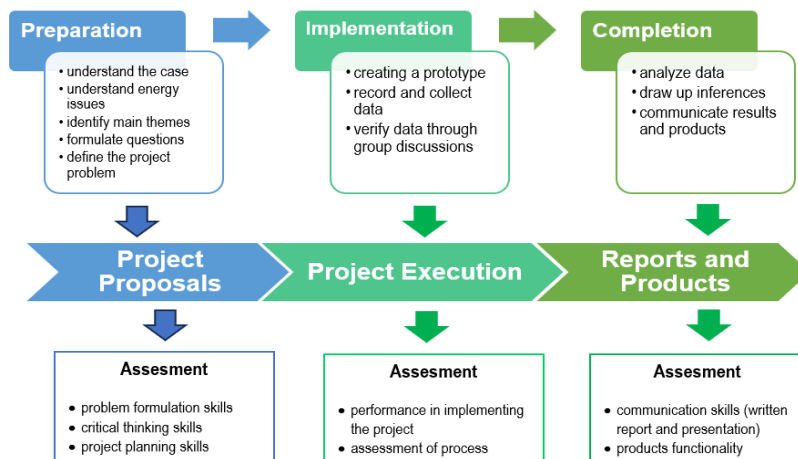 Preparation
• understand the case
• understand energy
issues
• identify main themes
• formulate questions
• define the project
problem
Implementation
• creating a prototype
• record and collect
data
• verify data through
group discussions
Completion
• analyze data
• draw up inferences
• communicate results
and products
Project
Proposals
Project Execution
Reports and
Products
Assesment
• problem formulation skills
• critical thinking skills
• project planning skills
Assesment
• performance in implementing
the project
• assessment of process
Assesment
• communication skills (written
report and presentation)
• products functionality